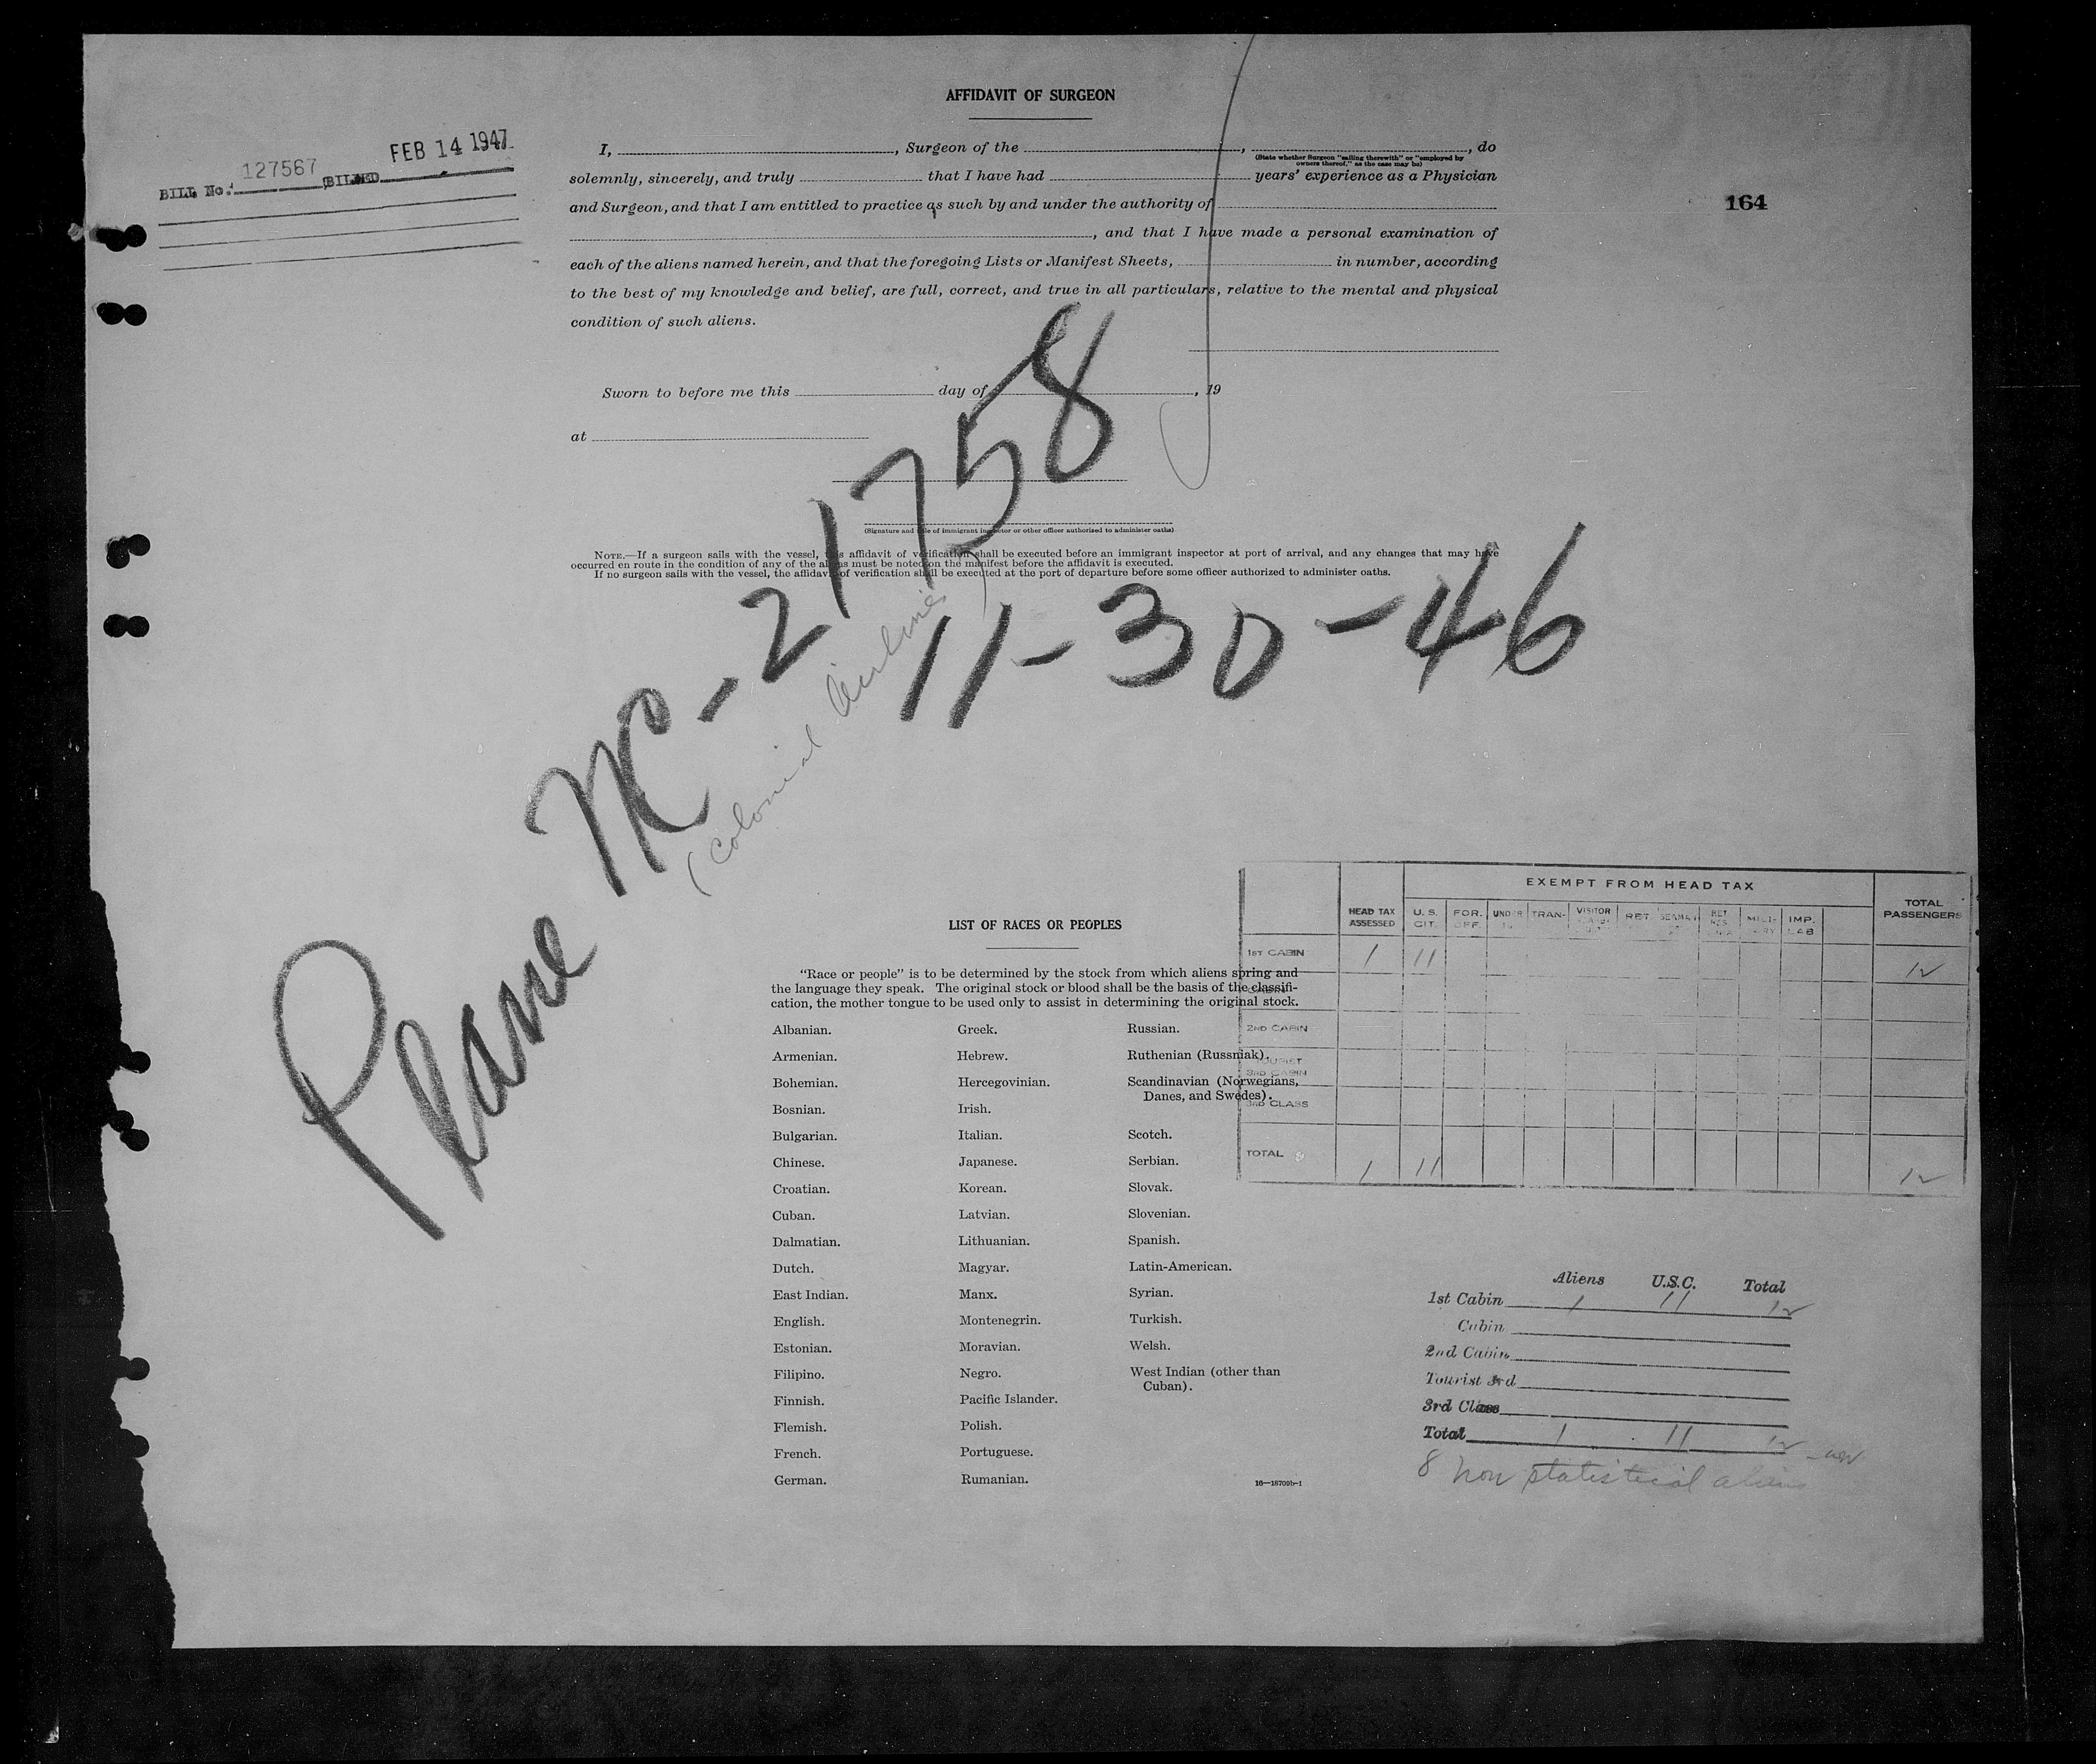 AFFIDAVIT OF SURGEON
FEB 14 1947
BILL No. 127567 BILLED
164
I, , Surgeon of the , , do
(State whether Surgeon "sailing therewith" or "employed by
owners thereof," as the case may be)
solemnly, sincerely, and truly that I have had years' experience as a Physician
and Surgeon, and that I am entitled to practice as such by and under the authority of
, and that I have made a personal examination of
each of the aliens named herein, and that the foregoing Lists or Manifest Sheets, in number, according
to the best of my knowledge and belief, are full, correct, and true in all particulars, relative to the mental and physical
condition of such aliens.
Sworn to before me this day of , 19
at
(Signature and title of immigrant inspector or other officer authorized to administer oaths)
NOTE.—If a surgeon sails with the vessel, this affidavit of verification shall be executed before an immigrant inspector at port of arrival, and any changes that may have
occurred en route in the condition of any of the aliens must be noted on the manifest before the affidavit is executed.
If no surgeon sails with the vessel, the affidavit of verification shall be executed at the port of departure before some officer authorized to administer oaths.
Plane NC-21758
(Colonial Airlines)
11-30-46
LIST OF RACES OR PEOPLES
"Race or people" is to be determined by the stock from which aliens spring and
the language they speak. The original stock or blood shall be the basis of the classifi-
cation, the mother tongue to be used only to assist in determining the original stock.
Albanian. Greek. Russian.
Armenian. Hebrew. Ruthenian (Russniak).
Bohemian. Hercegovinian. Scandinavian (Norwegians,
Danes, and Swedes).
Bosnian. Irish.
Bulgarian. Italian. Scotch.
Chinese. Japanese. Serbian.
Croatian. Korean. Slovak.
Cuban. Latvian. Slovenian.
Dalmatian. Lithuanian. Spanish.
Dutch. Magyar. Latin-American.
East Indian. Manx. Syrian.
English. Montenegrin. Turkish.
Estonian. Moravian. Welsh.
Filipino. Negro. West Indian (other than
Cuban).
Finnish. Pacific Islander.
Flemish. Polish.
French. Portuguese.
German. Rumanian.
16—18709b-1
EXEMPT FROM HEAD TAX
HEAD TAX ASSESSED U. S. CIT. FOR. OFF. UNDER TRAN- VISITOR RET. SEAMAN RET. RES. MILI- IMP. LAB TOTAL PASSENGERS
1ST CABIN 1 11 12
CABIN
2ND CABIN
TOURIST
3RD CABIN
3RD CLASS
TOTAL 1 11 12
Aliens U.S.C. Total
1st Cabin 1 11 12
Cabin
2nd Cabin
Tourist 3rd
3rd Class
Total 1 11 12
8 Non statistical aliens